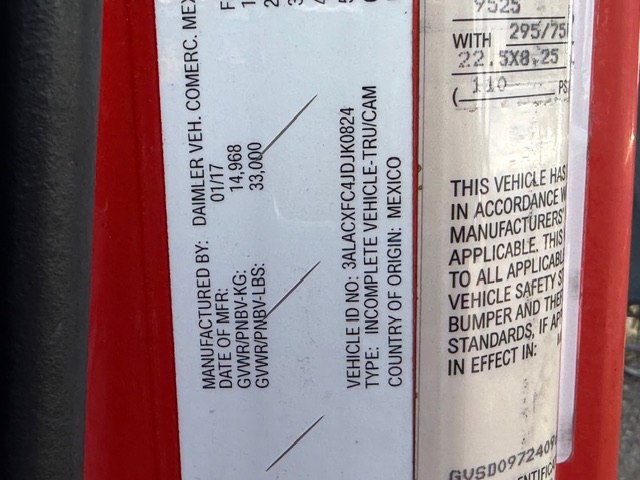 MANUFACTURED BY: DAIMLER VEH. COMERC. MEX
DATE OF MFR: 01/17
GVWR/PNBV-KG: 14,968
GVWR/PNBV-LBS: 33,000
VEHICLE ID NO: 3ALACXFC4JDJK0824
TYPE: INCOMPLETE VEHICLE-TRU/CAM
COUNTRY OF ORIGIN: MEXICO
9525
WITH 295/75
22.5X8.25
(110 PS
THIS VEHICLE HAS
IN ACCORDANCE W
MANUFACTURERS'
APPLICABLE. THIS
TO ALL APPLICABL
VEHICLE SAFETY S
BUMPER AND THE
STANDARDS, IF AP
IN EFFECT IN:
GVSD0972409